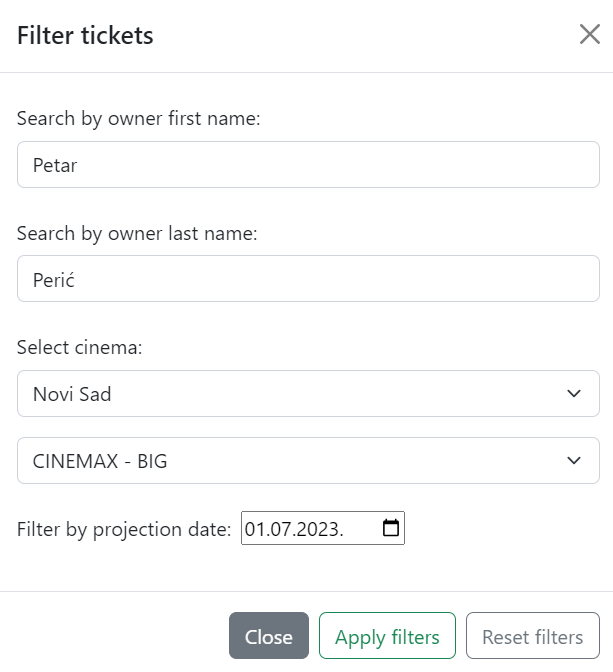 Filter tickets
Search by owner first name:
Petar
Search by owner last name:
Perić
Select cinema:
Novi Sad
CINEMAX - BIG
Filter by projection date: 01.07.2023.
Close Apply filters Reset filters